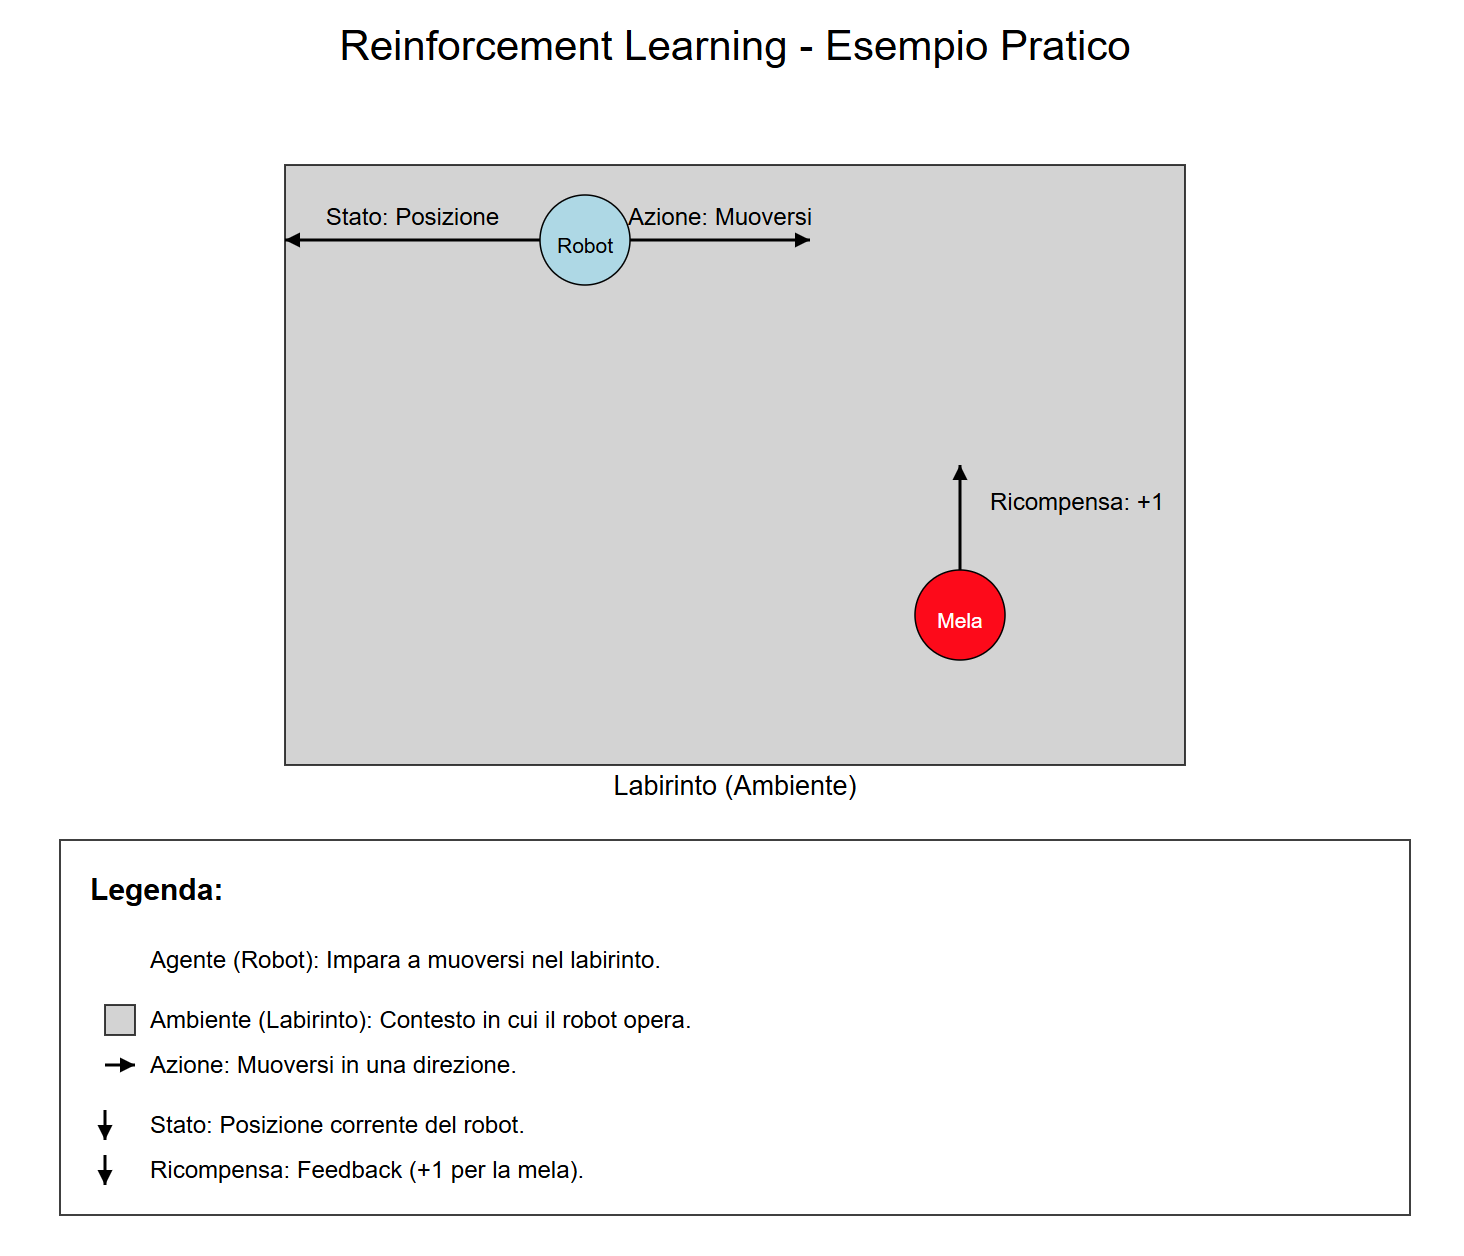 Reinforcement Learning - Esempio Pratico
Stato: Posizione
Robot
Azione: Muoversi
Ricompensa: +1
Mela
Labirinto (Ambiente)
Legenda:
Agente (Robot): Impara a muoversi nel labirinto.
Ambiente (Labirinto): Contesto in cui il robot opera.
Azione: Muoversi in una direzione.
Stato: Posizione corrente del robot.
Ricompensa: Feedback (+1 per la mela).